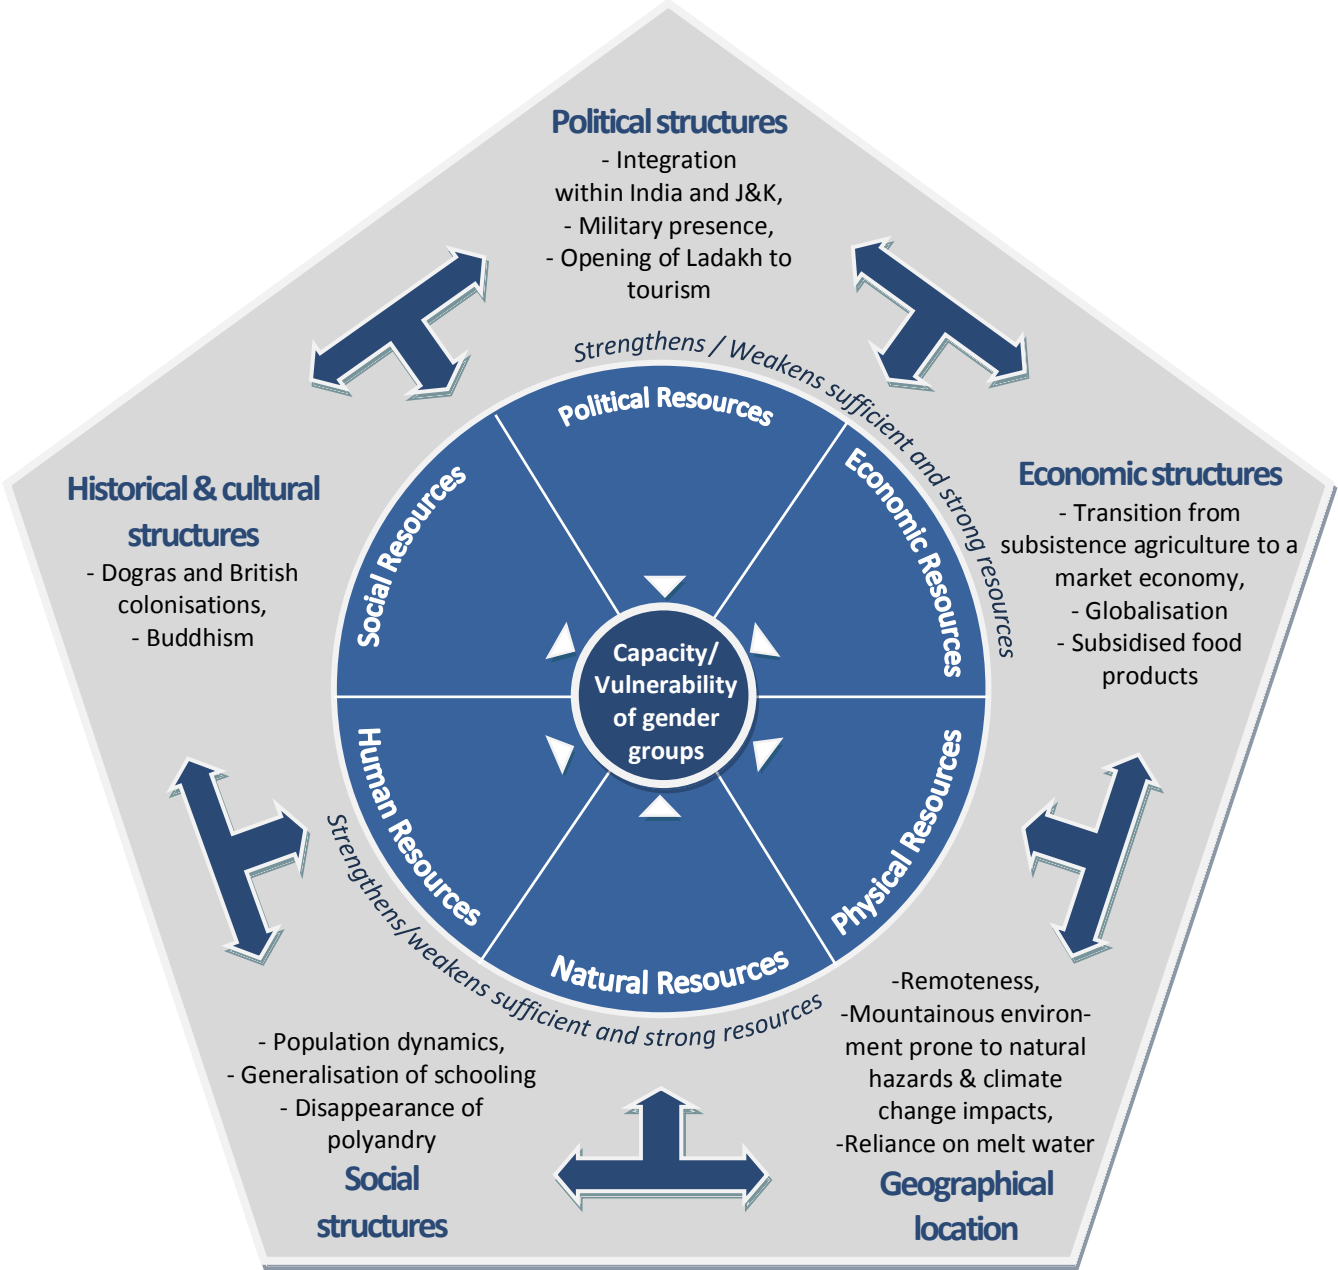 Political structures
- Integration
within India and J&K,
- Military presence,
- Opening of Ladakh to
tourism
Strengthens / Weakens sufficient and strong resources
Political Resources
Economic Resources
Social Resources
Historical & cultural
structures
- Dogras and British
colonisations,
- Buddhism
Economic structures
- Transition from
subsistence agriculture to a
market economy,
- Globalisation
- Subsidised food
products
Capacity/
Vulnerability
of gender
groups
Human Resources
Physical Resources
Natural Resources
Strengthens/weakens sufficient and strong resources
- Population dynamics,
- Generalisation of schooling
- Disappearance of
polyandry
Social
structures
-Remoteness,
-Mountainous environ-
ment prone to natural
hazards & climate
change impacts,
-Reliance on melt water
Geographical
location